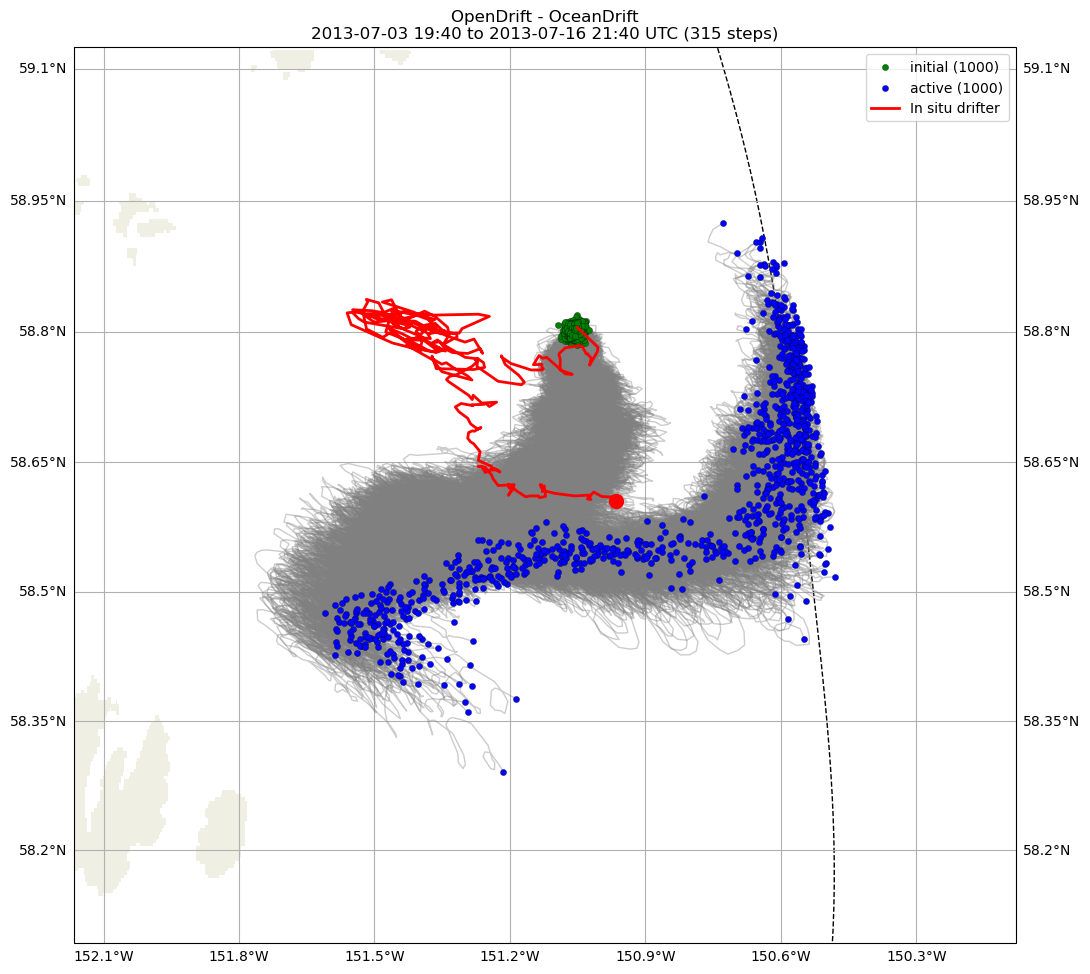 OpenDrift - OceanDrift
2013-07-03 19:40 to 2013-07-16 21:40 UTC (315 steps)
initial (1000)
active (1000)
In situ drifter
59.1°N
59.1°N
58.95°N
58.95°N
58.8°N
58.8°N
58.65°N
58.65°N
58.5°N
58.5°N
58.35°N
58.35°N
58.2°N
58.2°N
152.1°W
151.8°W
151.5°W
151.2°W
150.9°W
150.6°W
150.3°W